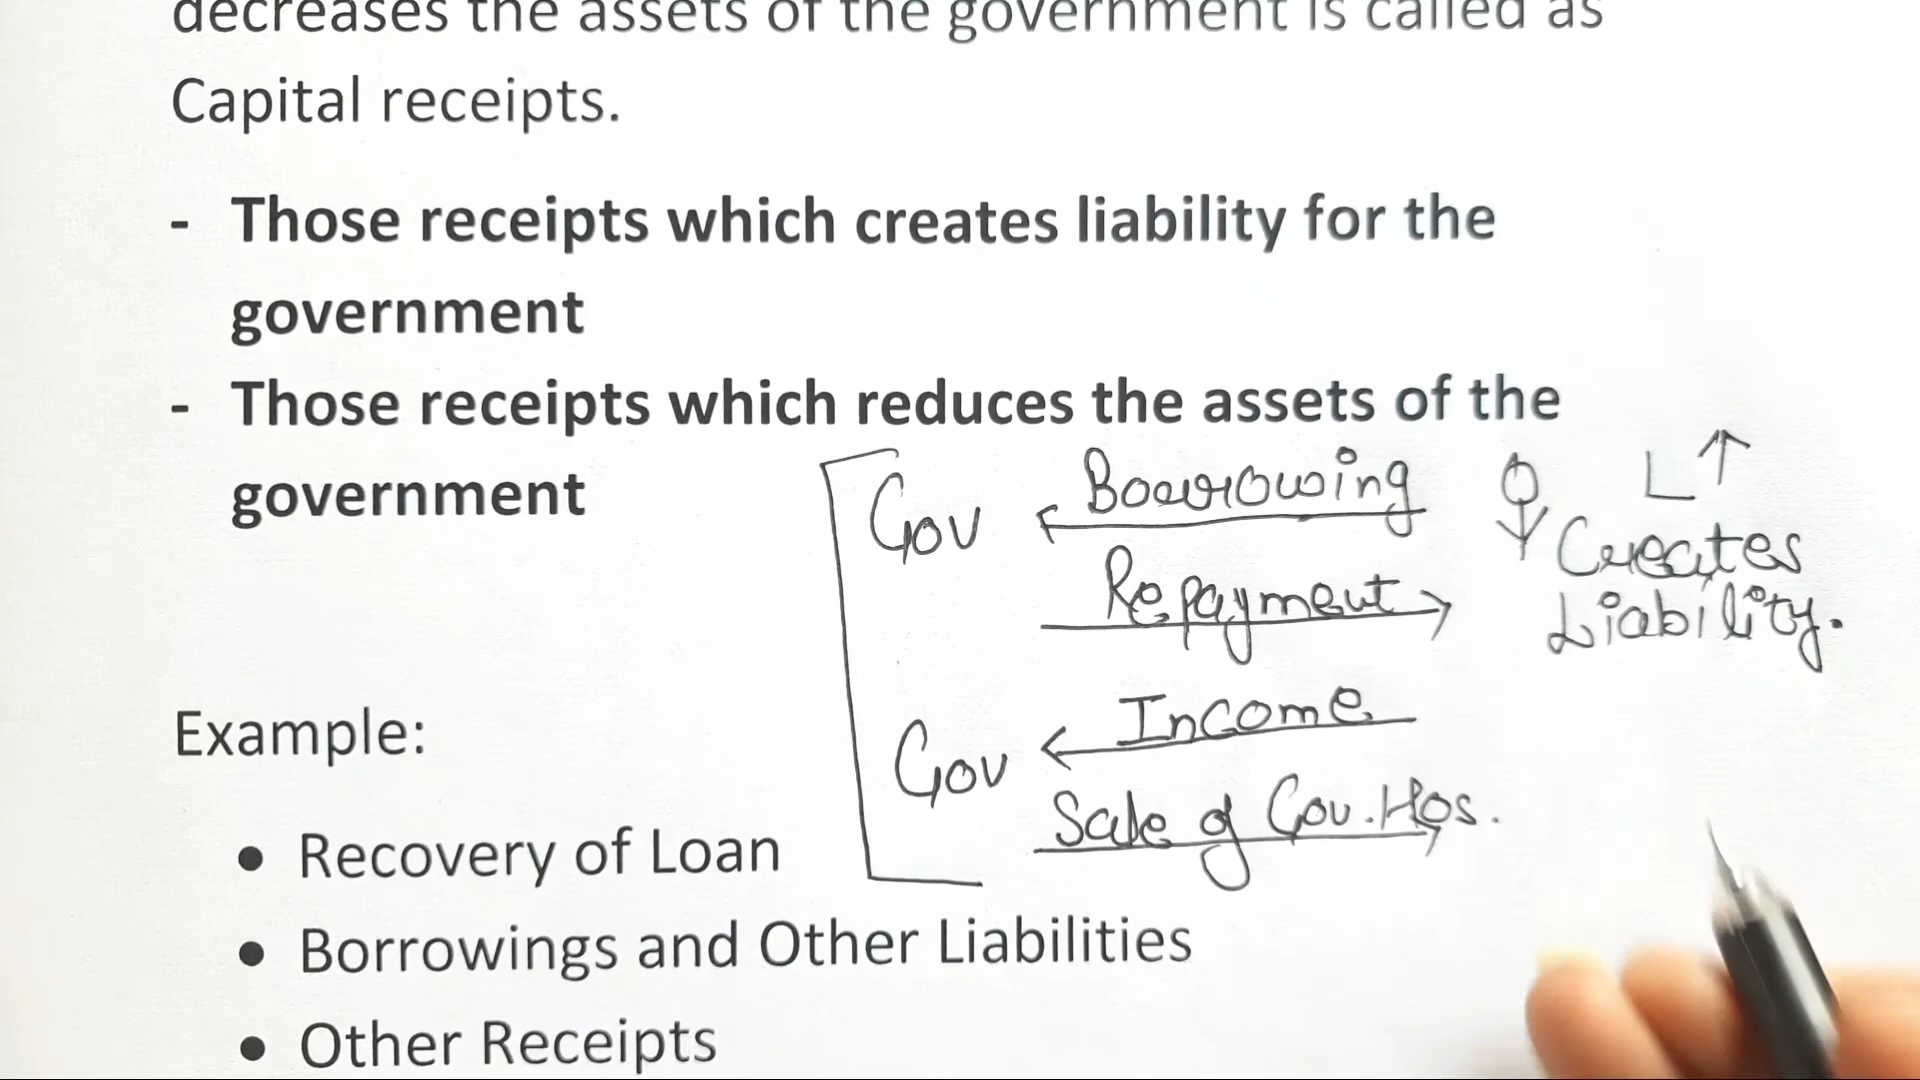 decreases the assets of the government is called as
Capital receipts.
- Those receipts which creates liability for the
government
- Those receipts which reduces the assets of the
government
Gov Borrowing L
Repayment Creates
Liability.
Gov Income
Sale of Gov. Hos.
Example:
• Recovery of Loan
• Borrowings and Other Liabilities
• Other Receipts